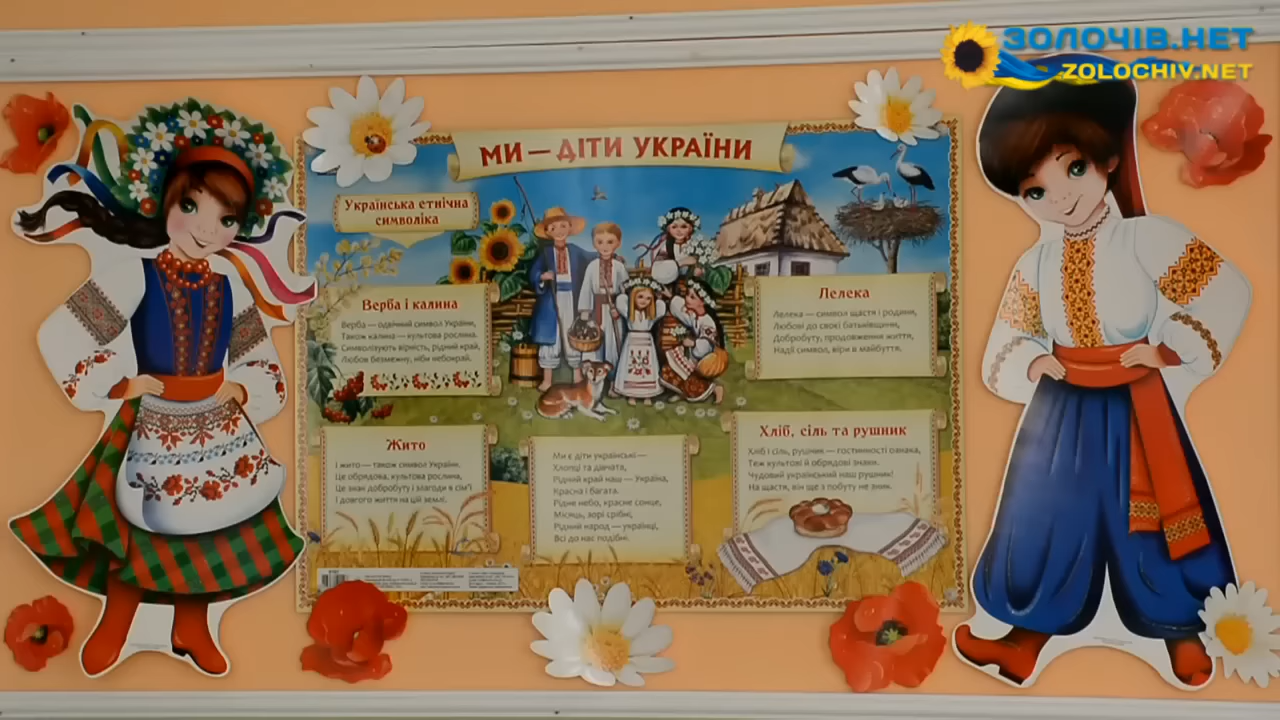 ЗОЛОЧІВ.НЕТ
ZOLOCHIV.NET
МИ — ДІТИ УКРАЇНИ
Українська етнічна
символіка
Верба і калина
Верба — одвічний символ України,
Також калина — культова рослина.
Символізують вірність, рідний край,
Любов безмежну, ніби небокрай.
Лелека
Лелека — символ щастя і родини,
Любові до своєї батьківщини,
Добробуту, продовження життя,
Надії символ, віри в майбуття.
Жито
І жито — також символ України.
Це обрядова, культова рослина,
Це знак добробуту і злагоди в сім'ї
І довгого життя на цій землі.
Ми є діти українські —
Хлопці та дівчата,
Рідний край наш — Україна,
Красна і багата.
Рідне небо, красне сонце,
Місяць, зорі срібні,
Рідний народ — українці,
Всі до нас подібні.
Хліб, сіль та рушник
Хліб і сіль, рушник — гостинності ознака,
Теж культові й обрядові знаки.
Чудовий український наш рушник!
На щастя, він ще з побуту не зник.